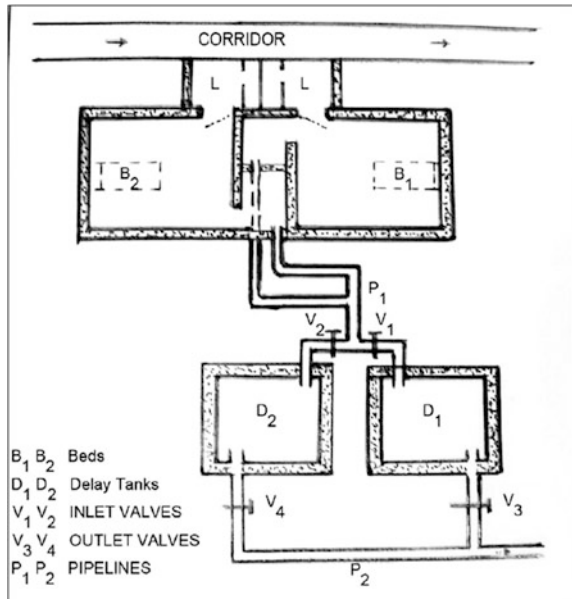 CORRIDOR
L L
B2 B1
P1
V2 V1
D2 D1
V4 V3
P2
B1 B2 Beds
D1 D2 Delay Tanks
V1 V2 INLET VALVES
V3 V4 OUTLET VALVES
P1 P2 PIPELINES